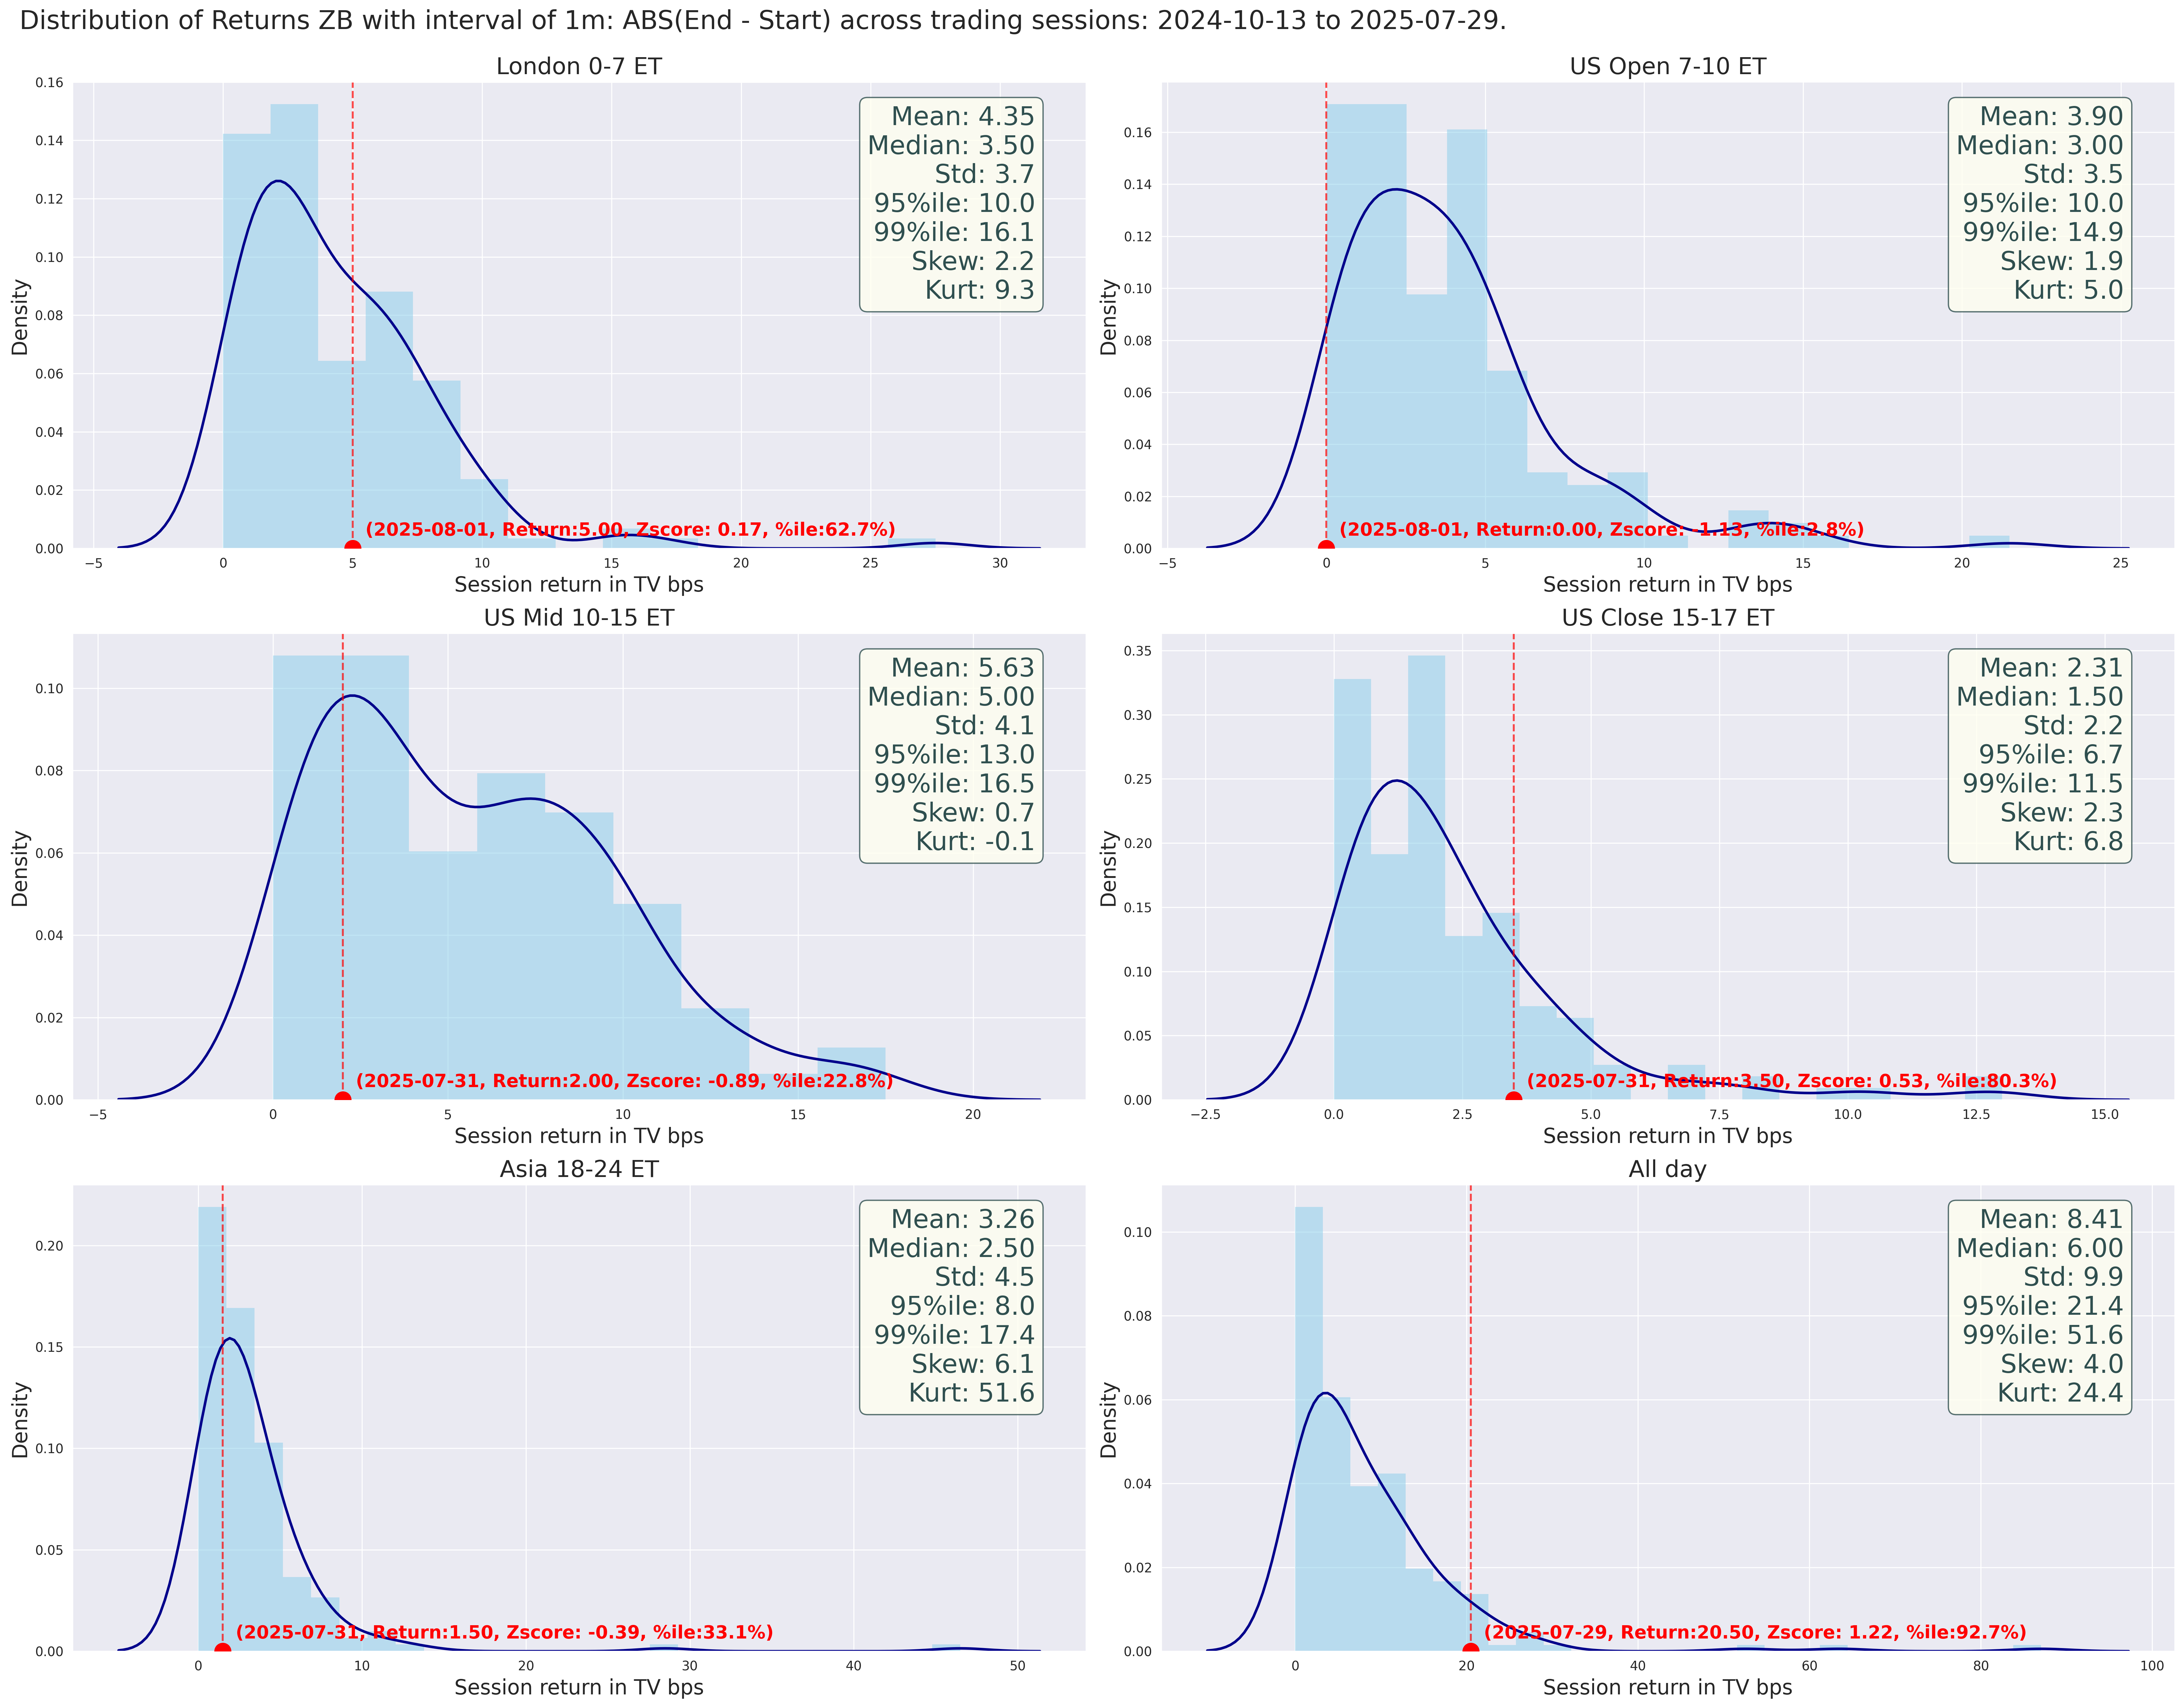 Distribution of Returns ZB with interval of 1m: ABS(End - Start) across trading sessions: 2024-10-13 to 2025-07-29.
London 0-7 ET
0.16
0.14
0.12
0.10
0.08
0.06
0.04
0.02
0.00
Density
Mean: 4.35
Median: 3.50
Std: 3.7
95%ile: 10.0
99%ile: 16.1
Skew: 2.2
Kurt: 9.3
(2025-08-01, Return:5.00, Zscore: 0.17, %ile:62.7%)
−5 0 5 10 15 20 25 30
Session return in TV bps
US Open 7-10 ET
0.16
0.14
0.12
0.10
0.08
0.06
0.04
0.02
0.00
Density
Mean: 3.90
Median: 3.00
Std: 3.5
95%ile: 10.0
99%ile: 14.9
Skew: 1.9
Kurt: 5.0
(2025-08-01, Return:0.00, Zscore: -1.13, %ile:2.8%)
−5 0 5 10 15 20 25
Session return in TV bps
US Mid 10-15 ET
0.10
0.08
0.06
0.04
0.02
0.00
Density
Mean: 5.63
Median: 5.00
Std: 4.1
95%ile: 13.0
99%ile: 16.5
Skew: 0.7
Kurt: -0.1
(2025-07-31, Return:2.00, Zscore: -0.89, %ile:22.8%)
−5 0 5 10 15 20
Session return in TV bps
US Close 15-17 ET
0.35
0.30
0.25
0.20
0.15
0.10
0.05
0.00
Density
Mean: 2.31
Median: 1.50
Std: 2.2
95%ile: 6.7
99%ile: 11.5
Skew: 2.3
Kurt: 6.8
(2025-07-31, Return:3.50, Zscore: 0.53, %ile:80.3%)
−2.5 0.0 2.5 5.0 7.5 10.0 12.5 15.0
Session return in TV bps
Asia 18-24 ET
0.20
0.15
0.10
0.05
0.00
Density
Mean: 3.26
Median: 2.50
Std: 4.5
95%ile: 8.0
99%ile: 17.4
Skew: 6.1
Kurt: 51.6
(2025-07-31, Return:1.50, Zscore: -0.39, %ile:33.1%)
0 10 20 30 40 50
Session return in TV bps
All day
0.10
0.08
0.06
0.04
0.02
0.00
Density
Mean: 8.41
Median: 6.00
Std: 9.9
95%ile: 21.4
99%ile: 51.6
Skew: 4.0
Kurt: 24.4
(2025-07-29, Return:20.50, Zscore: 1.22, %ile:92.7%)
0 20 40 60 80 100
Session return in TV bps